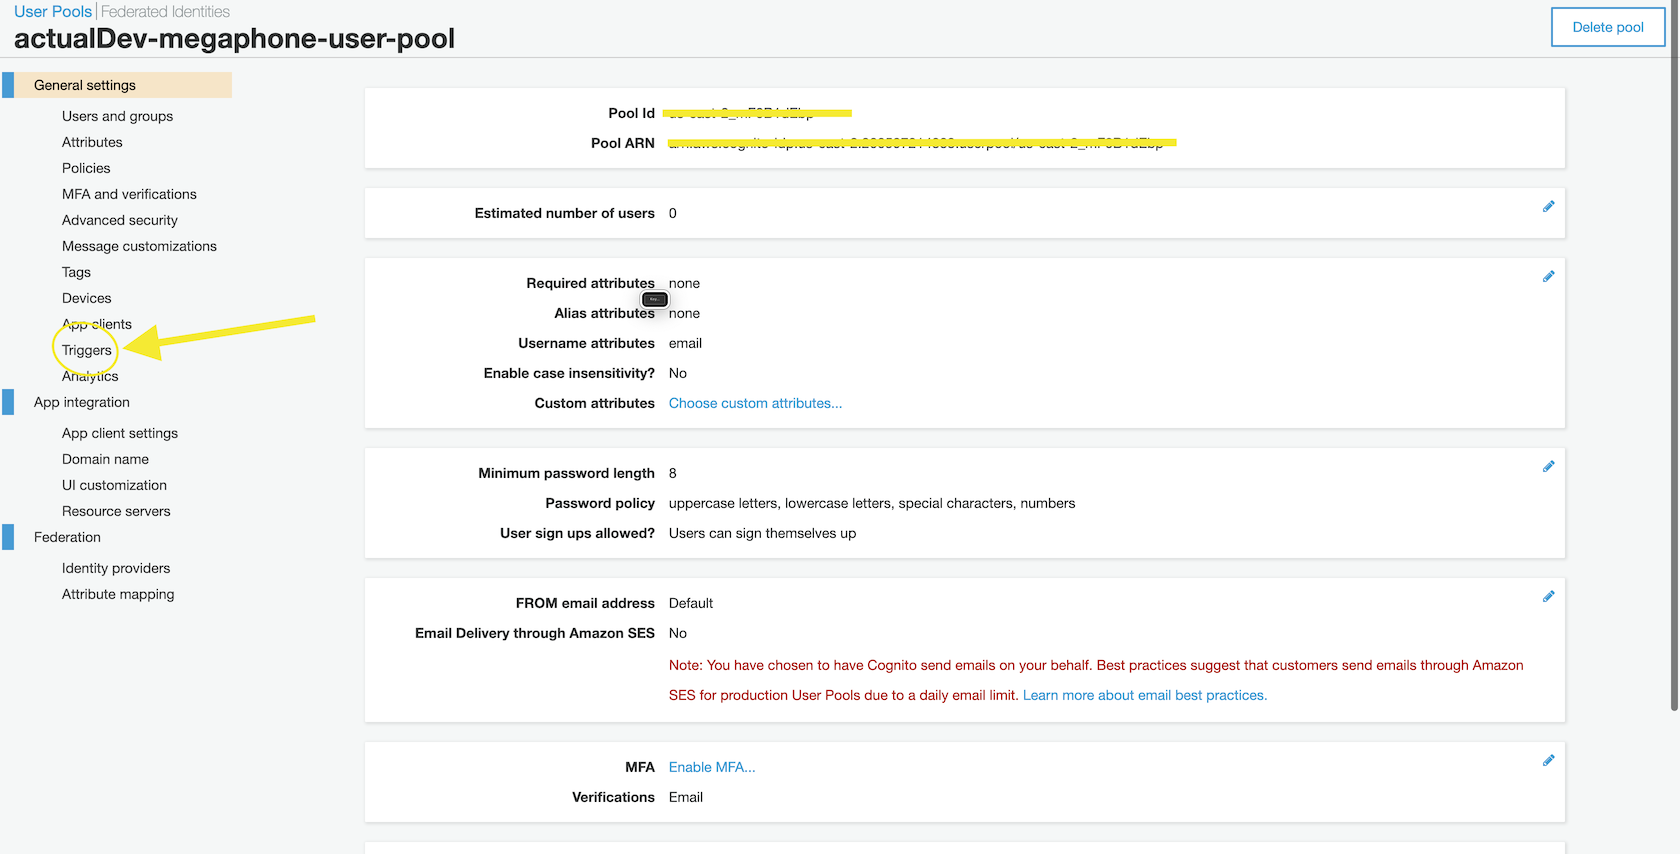 User Pools | Federated Identities
actualDev-megaphone-user-pool
Delete pool
General settings
Users and groups
Attributes
Policies
MFA and verifications
Advanced security
Message customizations
Tags
Devices
App clients
Triggers
Analytics
App integration
App client settings
Domain name
UI customization
Resource servers
Federation
Identity providers
Attribute mapping
Pool Id
Pool ARN
Estimated number of users 0
Required attributes none
Alias attributes none
Username attributes email
Enable case insensitivity? No
Custom attributes Choose custom attributes...
Minimum password length 8
Password policy uppercase letters, lowercase letters, special characters, numbers
User sign ups allowed? Users can sign themselves up
FROM email address Default
Email Delivery through Amazon SES No
Note: You have chosen to have Cognito send emails on your behalf. Best practices suggest that customers send emails through Amazon
SES for production User Pools due to a daily email limit. Learn more about email best practices.
MFA Enable MFA...
Verifications Email